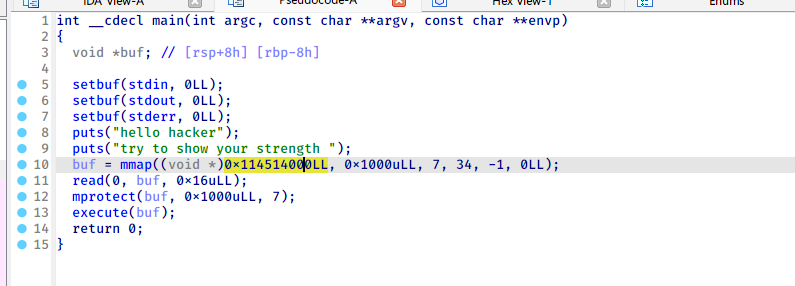 IDA View-A Pseudocode-A Hex View-1 Enums
1 int __cdecl main(int argc, const char **argv, const char **envp)
2 {
3 void *buf; // [rsp+8h] [rbp-8h]
4
5 setbuf(stdin, 0LL);
6 setbuf(stdout, 0LL);
7 setbuf(stderr, 0LL);
8 puts("hello hacker");
9 puts("try to show your strength ");
10 buf = mmap((void *)0x114514000LL, 0x1000uLL, 7, 34, -1, 0LL);
11 read(0, buf, 0x16uLL);
12 mprotect(buf, 0x1000uLL, 7);
13 execute(buf);
14 return 0;
15 }